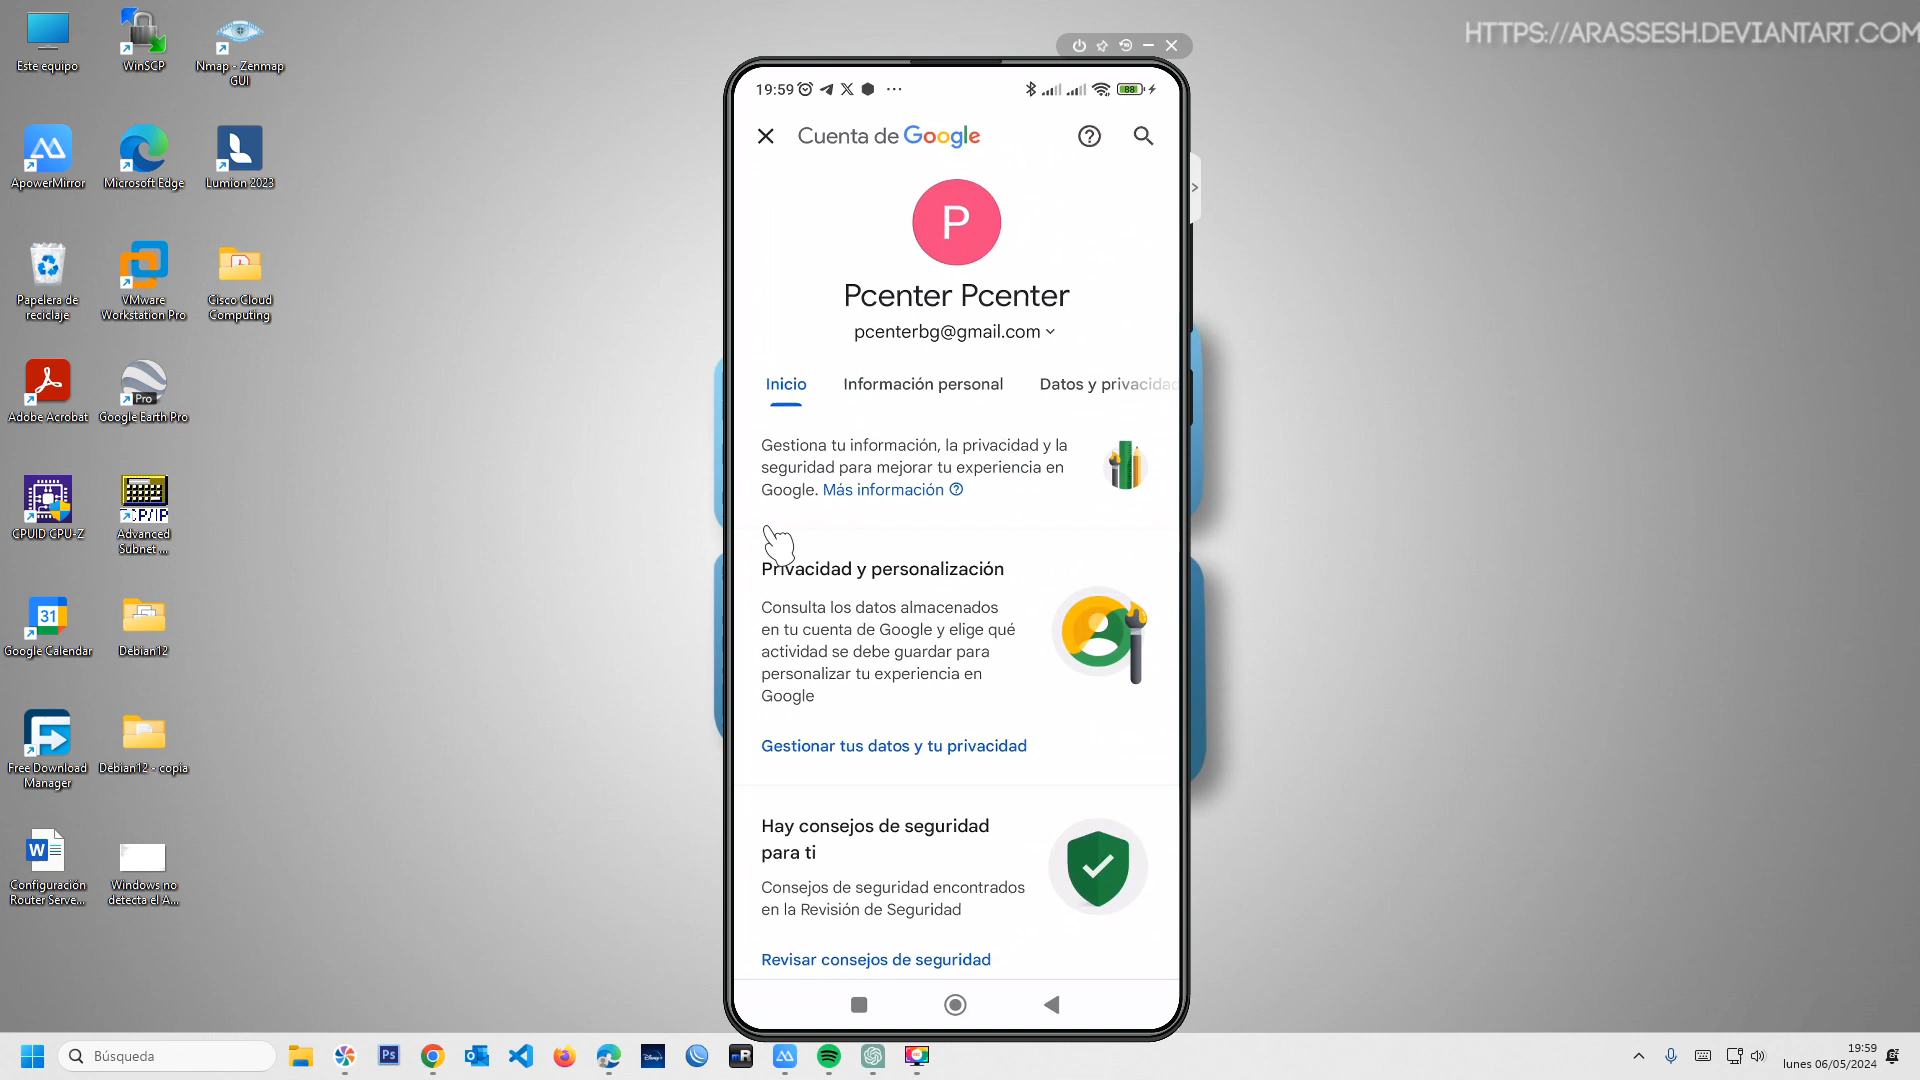 HTTPS://ARASSESH.DEVIANTART.COM
Este equipo
WinSCP
Nmap - Zenmap
GUI
ApowerMirror
Microsoft Edge
Lumion 2023
Papelera de
reciclaje
VMware
Workstation Pro
Cisco Cloud
Computing
Adobe Acrobat
Pro
Google Earth Pro
CPUID CPU-Z
TCP/IP
Advanced
Subnet ...
31
Google Calendar
Debian12
Free Download
Manager
Debian12 - copia
W
Configuración
Router Serve...
Windows no
detecta el A...
19:59
88
Cuenta de Google
P
Pcenter Pcenter
pcenterbg@gmail.com
Inicio
Información personal
Datos y privacidad
Gestiona tu información, la privacidad y la
seguridad para mejorar tu experiencia en
Google. Más información
Privacidad y personalización
Consulta los datos almacenados
en tu cuenta de Google y elige qué
actividad se debe guardar para
personalizar tu experiencia en
Google
Gestionar tus datos y tu privacidad
Hay consejos de seguridad
para ti
Consejos de seguridad encontrados
en la Revisión de Seguridad
Revisar consejos de seguridad
Búsqueda
Ps
19:59
lunes 06/05/2024